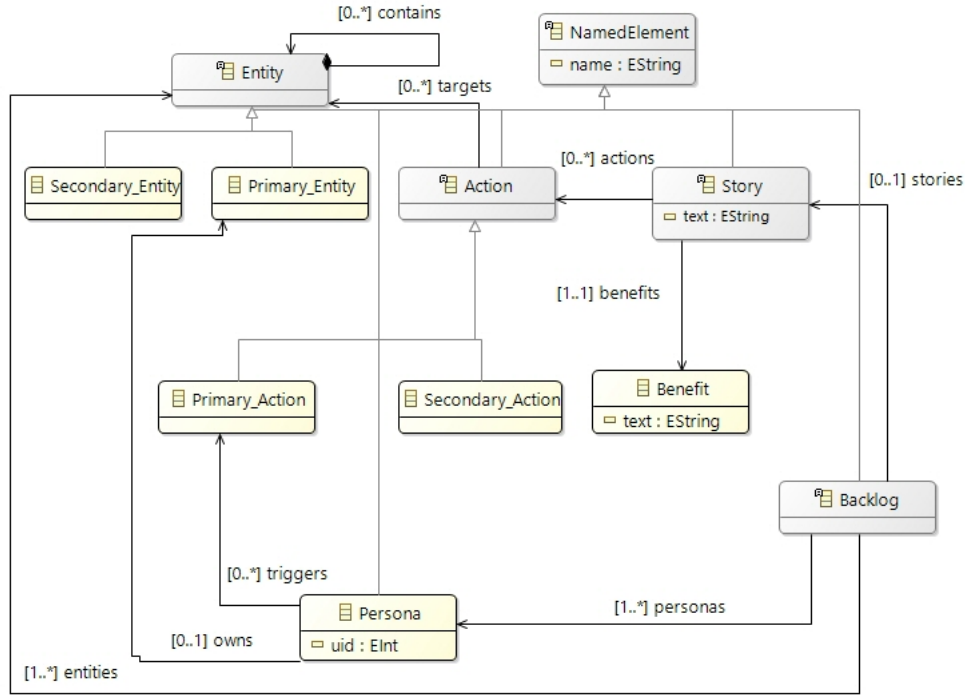 [0..*] contains
NamedElement
name : EString
Entity
[0..*] targets
[0..*] actions
[0..1] stories
Secondary_Entity
Primary_Entity
Action
Story
text : EString
[1..1] benefits
Primary_Action
Secondary_Action
Benefit
text : EString
Backlog
[0..*] triggers
Persona
uid : EInt
[1..*] personas
[0..1] owns
[1..*] entities